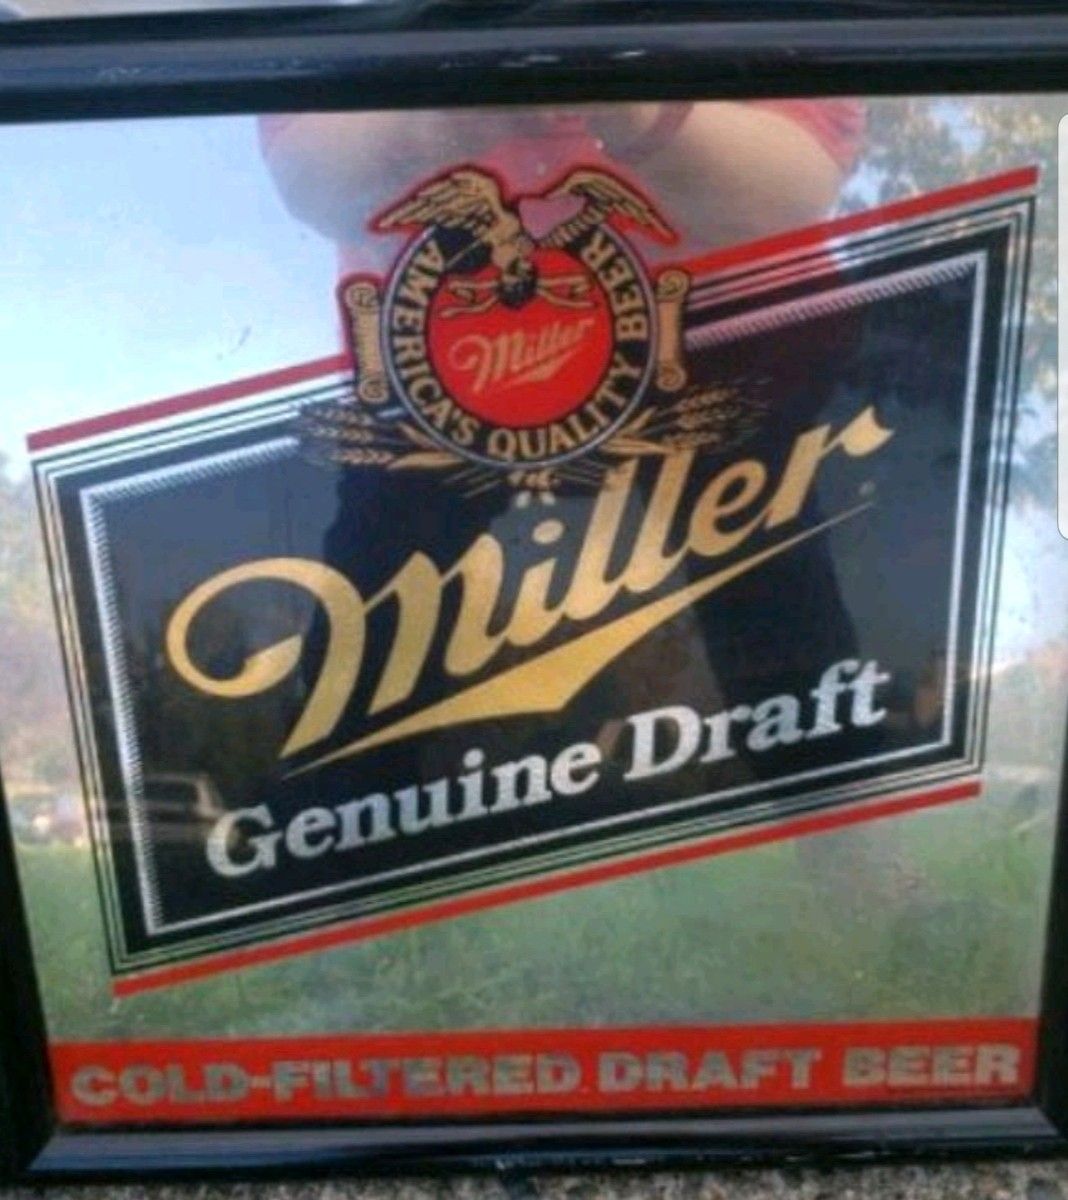 AMERICA'S QUALITY BEER
Miller
Miller
Genuine Draft
COLD-FILTERED DRAFT BEER